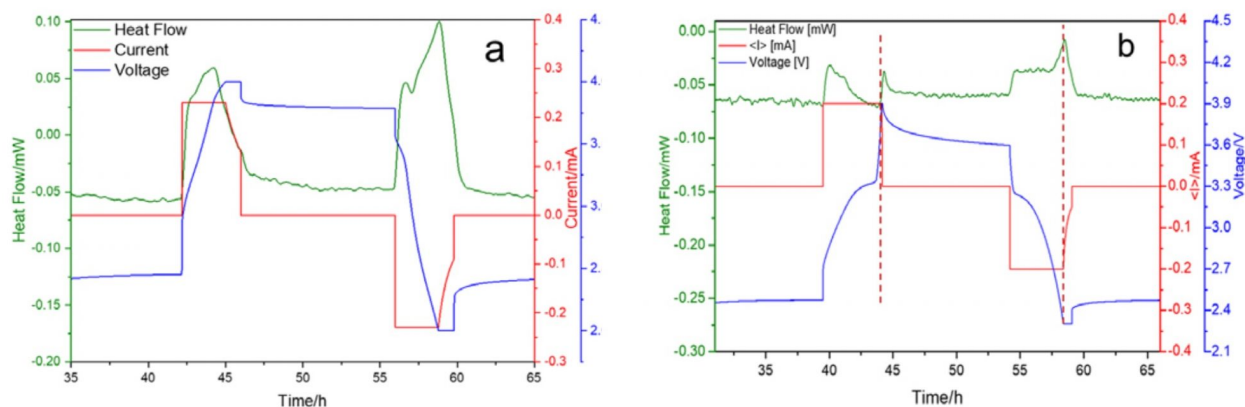 a
Heat Flow
Current
Voltage
Heat Flow/mW
0.10
0.05
0.00
-0.05
-0.10
-0.15
-0.20
35 40 45 50 55 60 65
Time/h
0.4
0.3
0.2
0.1
0.0
-0.1
-0.2
-0.3
Current/mA
4.
4.
3.
3.
2.
2.
b
Heat Flow [mW]
<I> [mA]
Voltage [V]
Heat Flow/mW
0.00
-0.05
-0.10
-0.15
-0.20
-0.25
-0.30
35 40 45 50 55 60 65
Time/h
0.4
0.3
0.2
0.1
0.0
-0.1
-0.2
-0.3
-0.4
<I>/mA
4.5
4.2
3.9
3.6
3.3
3.0
2.7
2.4
2.1
Voltage/V